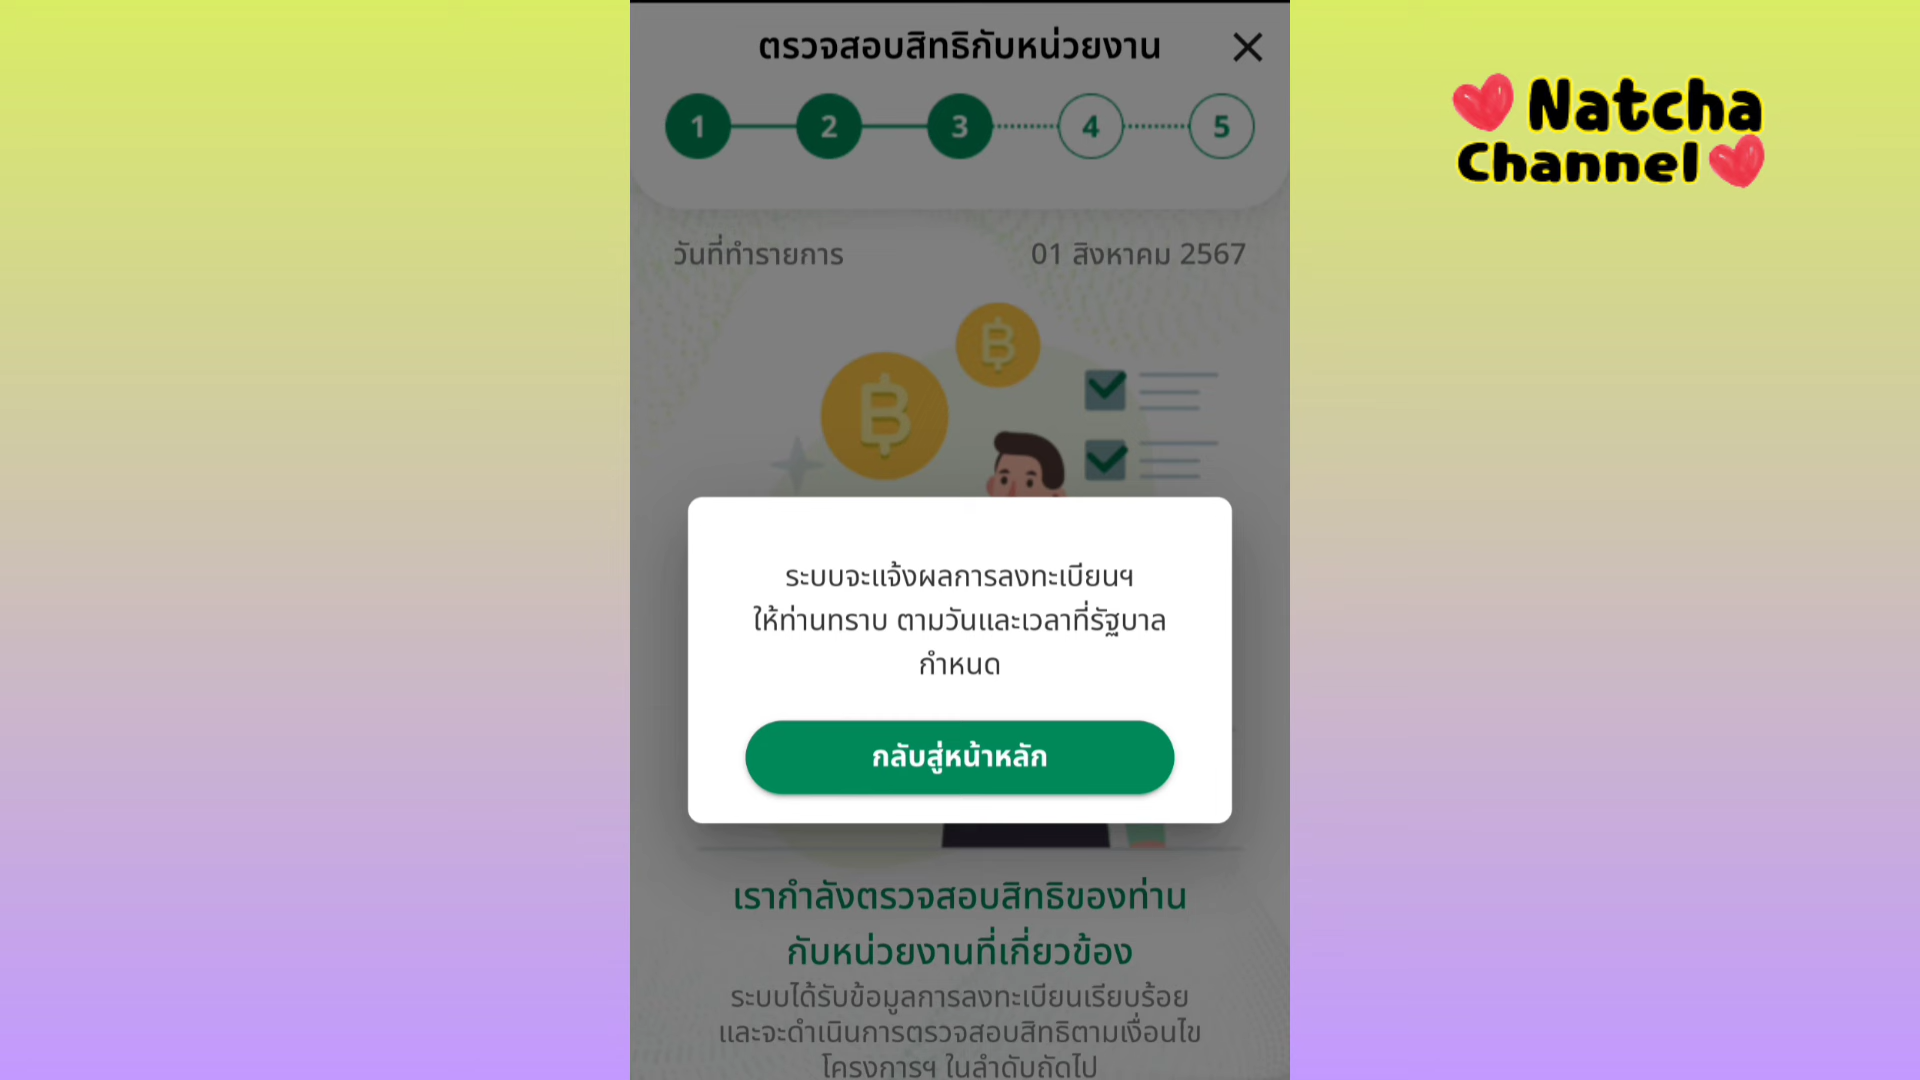 ตรวจสอบสิทธิกับหน่วยงาน
1 2 3 4 5
Natcha
Channel
วันที่ทำรายการ 01 สิงหาคม 2567
ระบบจะแจ้งผลการลงทะเบียนฯ
ให้ท่านทราบ ตามวันและเวลาที่รัฐบาล
กำหนด
กลับสู่หน้าหลัก
เรากำลังตรวจสอบสิทธิของท่าน
กับหน่วยงานที่เกี่ยวข้อง
ระบบได้รับข้อมูลการลงทะเบียนเรียบร้อย
และจะดำเนินการตรวจสอบสิทธิตามเงื่อนไข
โครงการฯ ในลำดับถัดไป